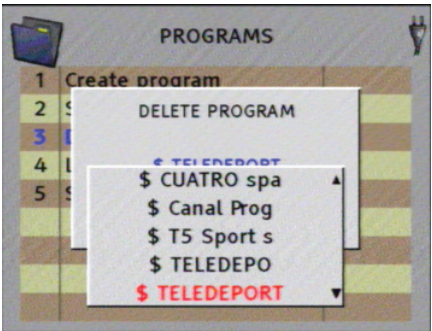 PROGRAMS
1 Create program
2 S
3
4 L
5 S
DELETE PROGRAM
$ TELEDEPORT
$ CUATRO spa
$ Canal Prog
$ T5 Sport s
$ TELEDEPO
$ TELEDEPORT